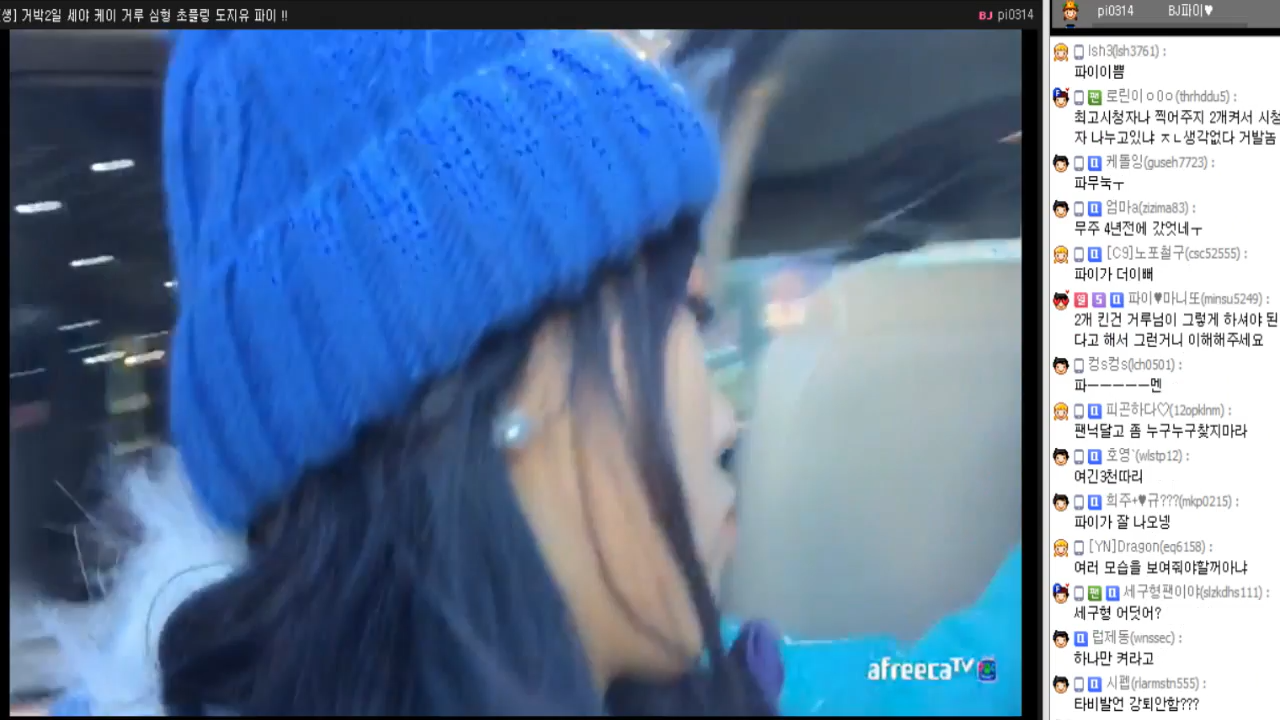 생] 거박2일 세야 케이 거루 심형 초플링 도지유 파이 !!
BJ pi0314
pi0314 BJ파이♥
lsh3(lsh3761) :
파이이쁨
팬 로린이ㅇ0ㅇ(thrhddu5) :
최고시청자나 찍어주지 2개켜서 시청
자 나누고있냐 ㅈㄴ생각없다 거발놈
케돌잉(guseh7723) :
파무눅ㅜ
엄마a(zizima83) :
무주 4년전에 갔엇네ㅜ
[C9]노포철구(csc52555) :
파이가 더이뻐
열 S 파이♥마니또(minsu5249) :
2개 킨건 거루님이 그렇게 하셔야 된
다고 해서 그런거니 이해해주세요
컹s컹s(lch0501) :
파ㅡㅡㅡㅡㅡ멘
피곤하다♡(12opklnm) :
팬닉달고 좀 누구누구찾지마라
호영`(wlstp12) :
여긴3천따리
희주+♥규???(mkp0215) :
파이가 잘 나오넹
[YN]Dragon(eq6158) :
여러 모습을 보여줘야할꺼아냐
팬 세구형팬이야(slzkdhs111) :
세구형 어딧어?
럽제동(wnssec) :
하나만 켜라고
시펩(rlarmstn555) :
타비발언 강퇴안함???
afreecaTV